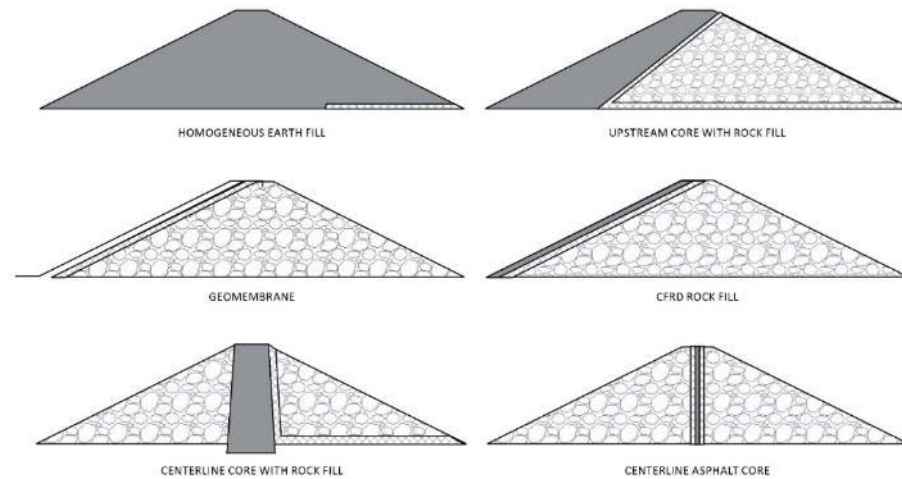 HOMOGENEOUS EARTH FILL
UPSTREAM CORE WITH ROCK FILL
GEOMEMBRANE
CFRD ROCK FILL
CENTERLINE CORE WITH ROCK FILL
CENTERLINE ASPHALT CORE